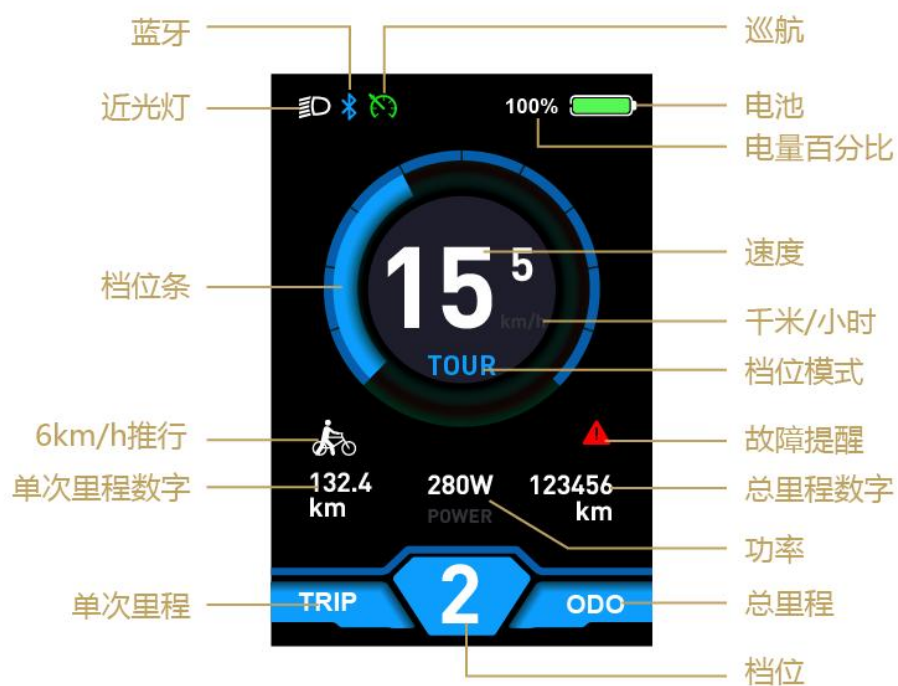 蓝牙
巡航
近光灯
100%
电池
电量百分比
15 5
速度
档位条
km/h
千米/小时
TOUR
档位模式
6km/h推行
故障提醒
单次里程数字
132.4
km
280W
POWER
123456
km
总里程数字
功率
单次里程
TRIP
2
ODO
总里程
档位